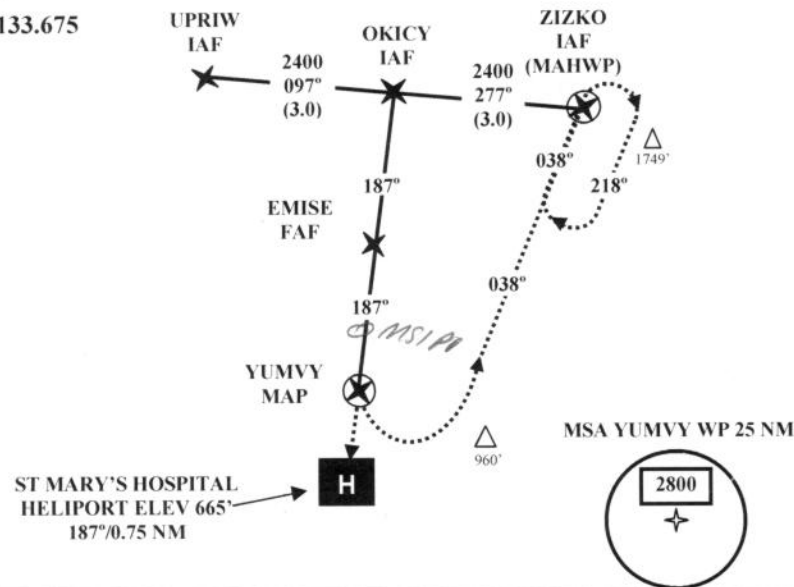 133.675
UPRIW
IAF
OKICY
IAF
ZIZKO
IAF
(MAHWP)
2400
097°
(3.0)
2400
277°
(3.0)
1749'
038°
218°
187°
EMISE
FAF
038°
187°
YUMVY
MAP
960'
MSA YUMVY WP 25 NM
2800
H
ST MARY'S HOSPITAL
HELIPORT ELEV 665'
187°/0.75 NM